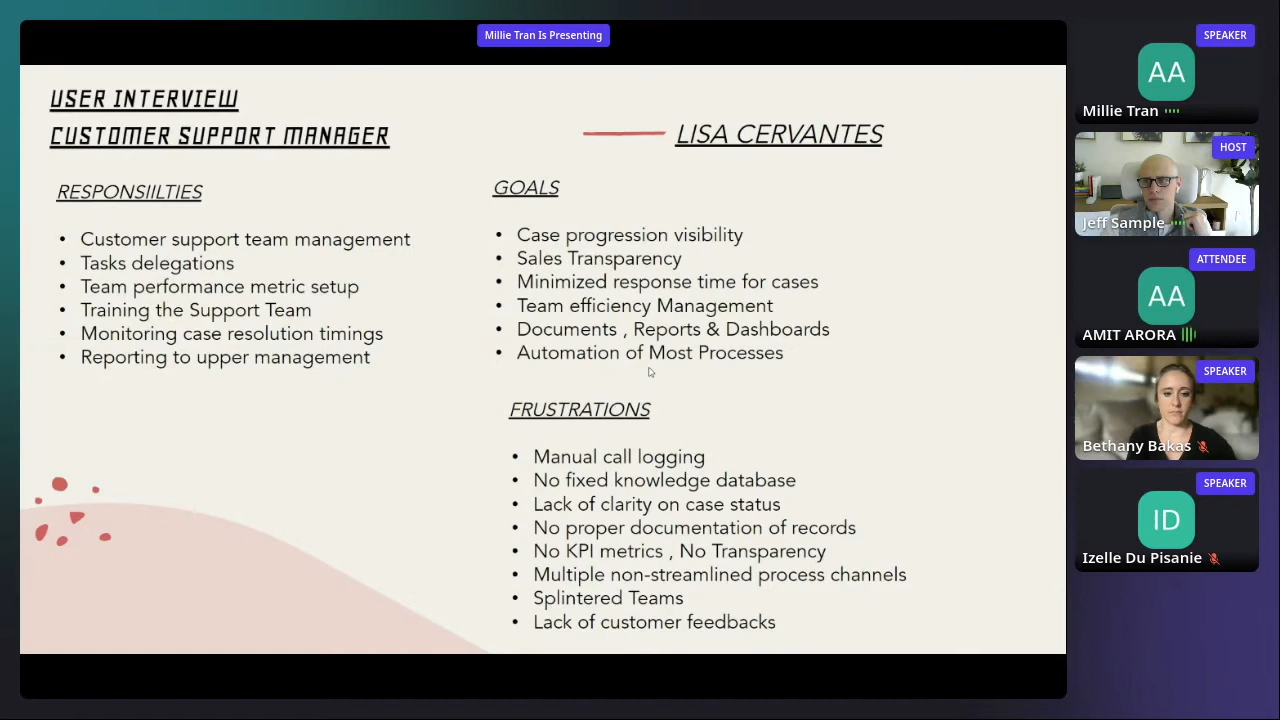 Millie Tran Is Presenting
USER INTERVIEW
CUSTOMER SUPPORT MANAGER
LISA CERVANTES
RESPONSIILTIES
• Customer support team management
• Tasks delegations
• Team performance metric setup
• Training the Support Team
• Monitoring case resolution timings
• Reporting to upper management
GOALS
• Case progression visibility
• Sales Transparency
• Minimized response time for cases
• Team efficiency Management
• Documents , Reports & Dashboards
• Automation of Most Processes
FRUSTRATIONS
• Manual call logging
• No fixed knowledge database
• Lack of clarity on case status
• No proper documentation of records
• No KPI metrics , No Transparency
• Multiple non-streamlined process channels
• Splintered Teams
• Lack of customer feedbacks
SPEAKER
AA
Millie Tran
HOST
Jeff Sample
ATTENDEE
AA
AMIT ARORA
SPEAKER
Bethany Bakas
SPEAKER
ID
Izelle Du Pisanie